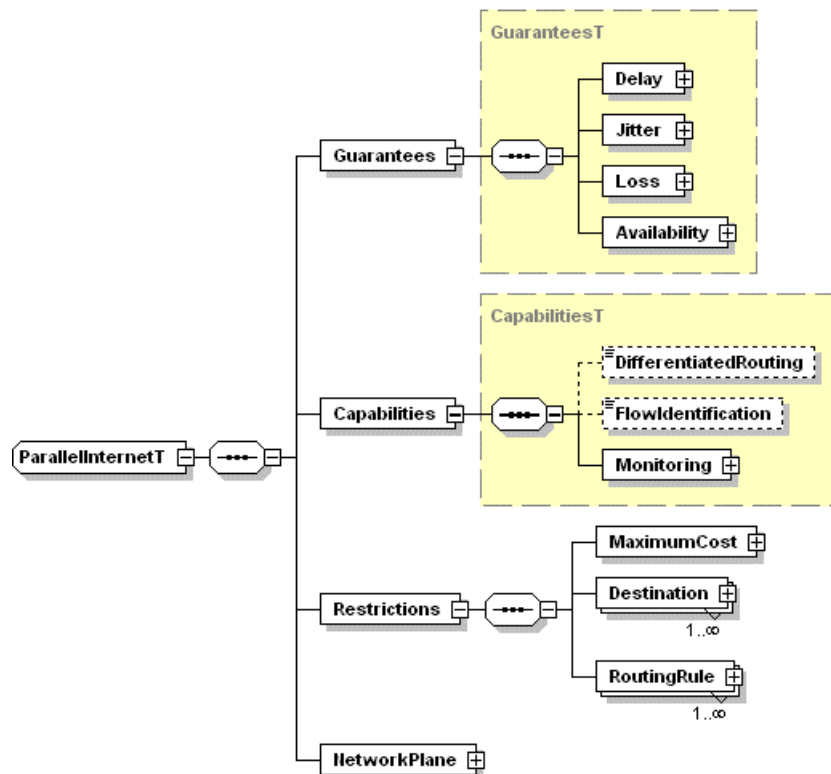 GuaranteesT
Delay
Jitter
Guarantees
Loss
Availability
CapabilitiesT
DifferentiatedRouting
Capabilities
FlowIdentification
ParallelInternetT
Monitoring
MaximumCost
Restrictions
Destination
1..∞
RoutingRule
1..∞
NetworkPlane